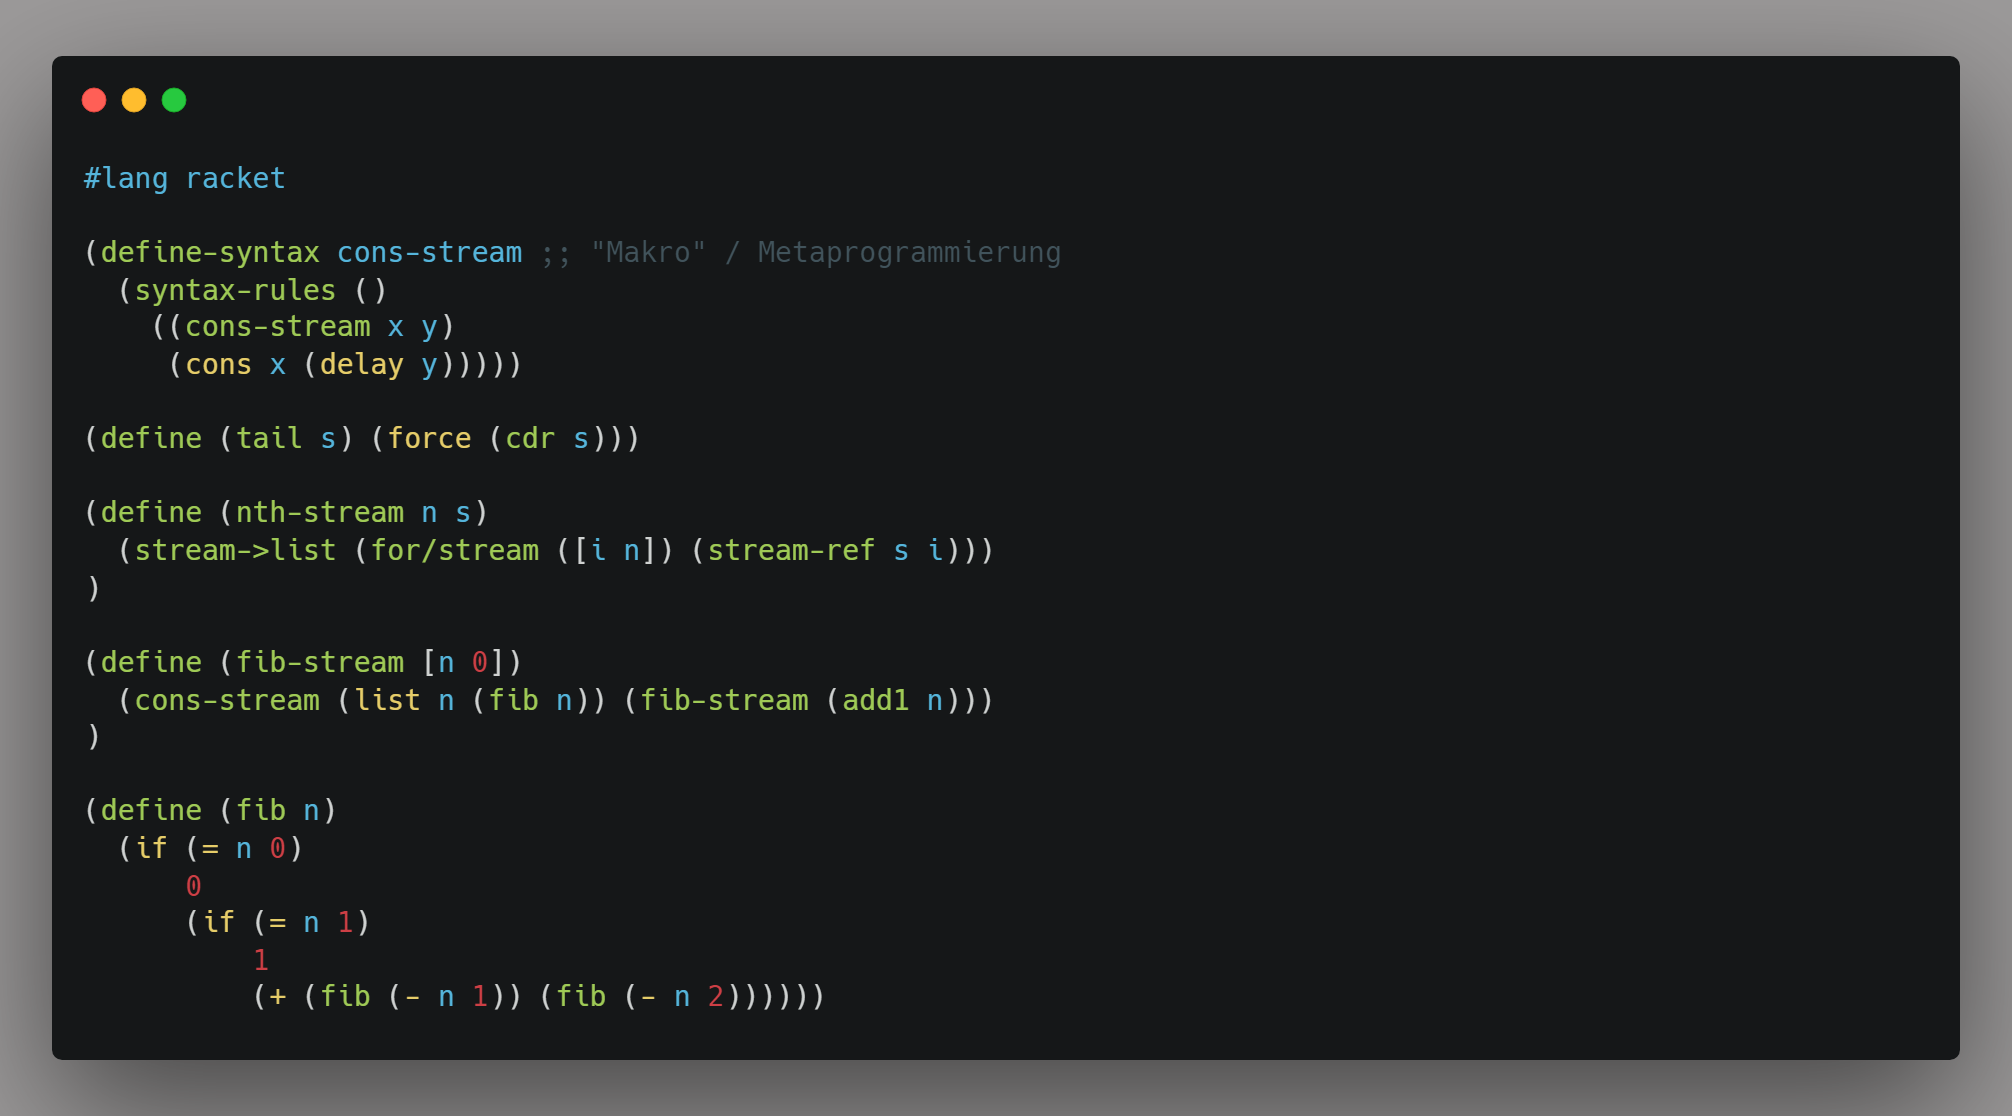 #lang racket

(define-syntax cons-stream ;; "Makro" / Metaprogrammierung
  (syntax-rules ()
    ((cons-stream x y)
     (cons x (delay y)))))

(define (tail s) (force (cdr s)))

(define (nth-stream n s)
  (stream->list (for/stream ([i n]) (stream-ref s i)))
)

(define (fib-stream [n 0])
  (cons-stream (list n (fib n)) (fib-stream (add1 n)))
)

(define (fib n)
  (if (= n 0)
      0
      (if (= n 1)
          1
          (+ (fib (- n 1)) (fib (- n 2))))))